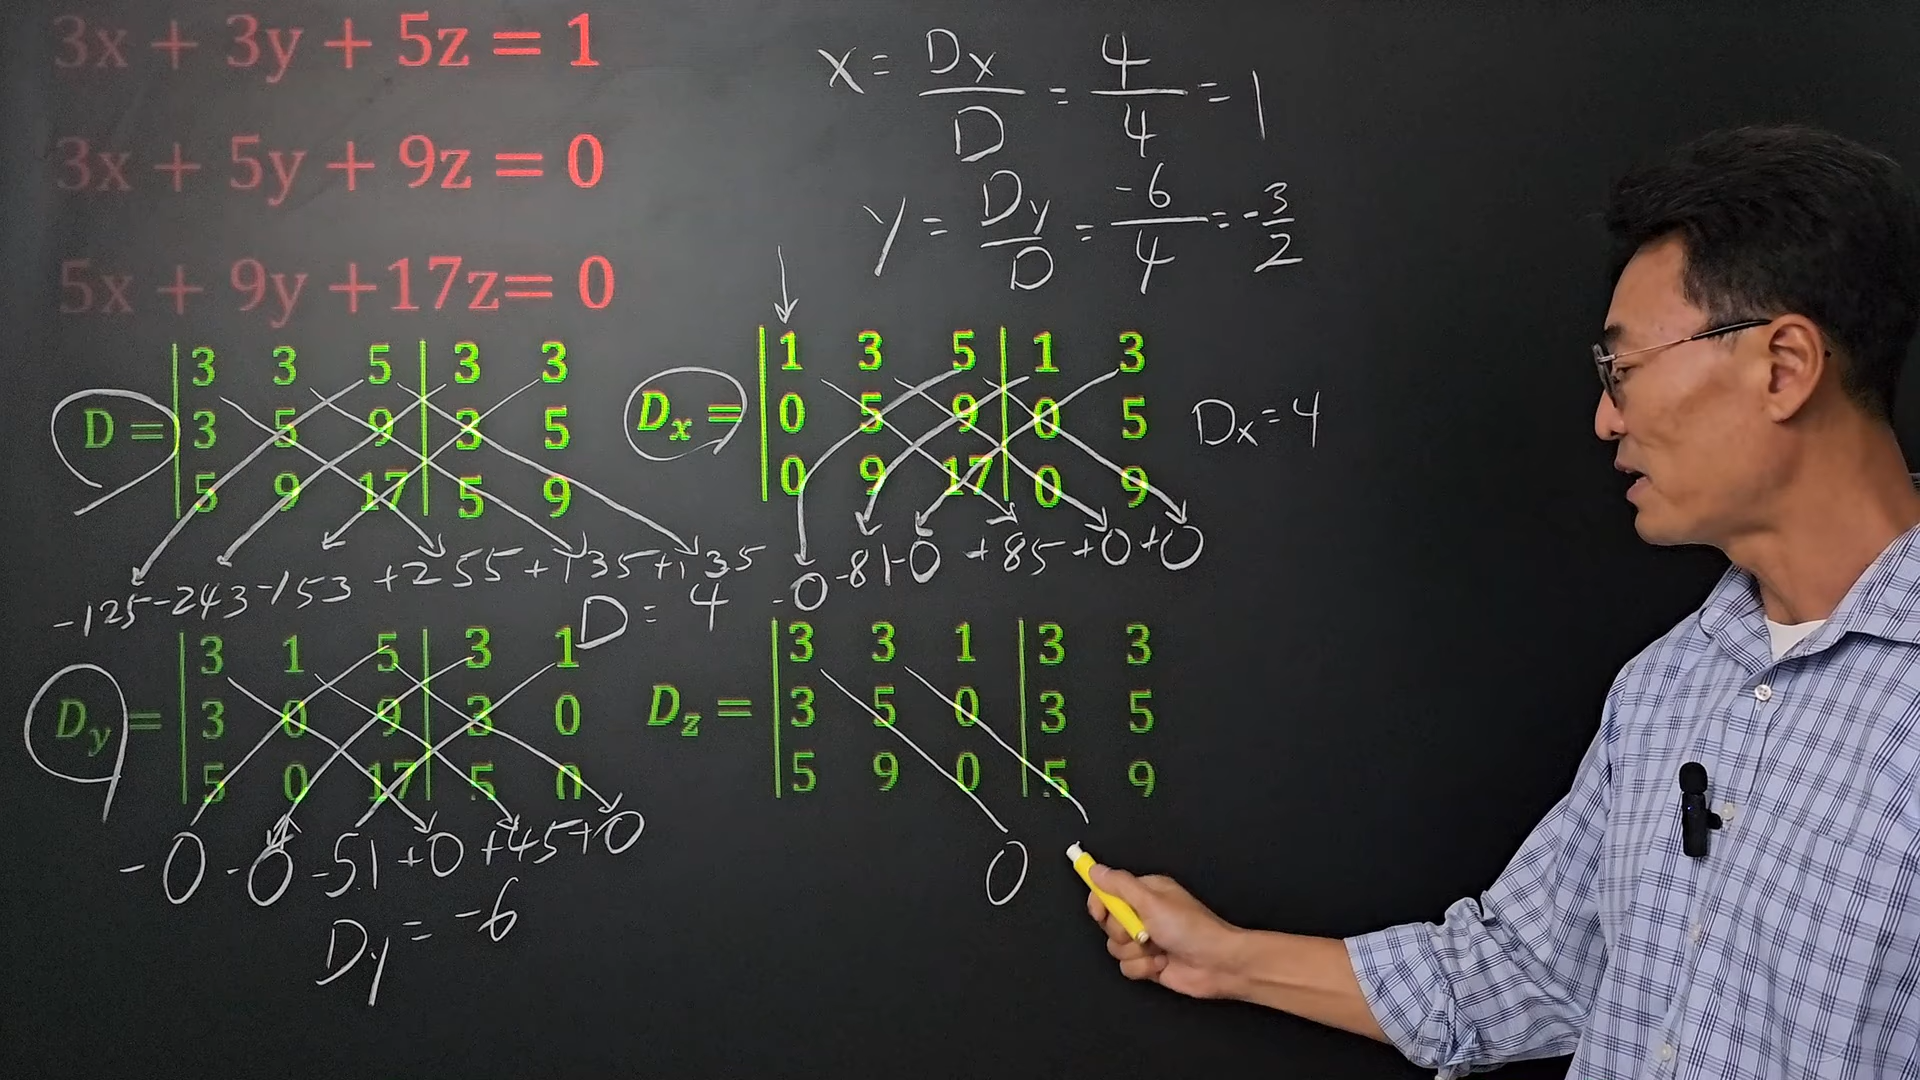 3x + 3y + 5z = 1
3x + 5y + 9z = 0
5x + 9y +17z= 0
x = Dx/D = 4/4 = 1
y = Dy/D = -6/4 = -3/2
D = | 3 3 5 | 3 3
3 5 9 | 3 5
5 9 17 | 5 9
-125-243-153 +255+135+135
D = 4
Dx = | 1 3 5 | 1 3
0 5 9 | 0 5
0 9 17 | 0 9
Dx = 4
-0 -81-0 +85+0+0
Dy = | 3 1 5 | 3 1
3 0 9 | 3 0
5 0 17 | 5 0
-0 -0 -51 +0 +45+0
Dy = -6
Dz = | 3 3 1 | 3 3
3 5 0 | 3 5
5 9 0 | 5 9
0